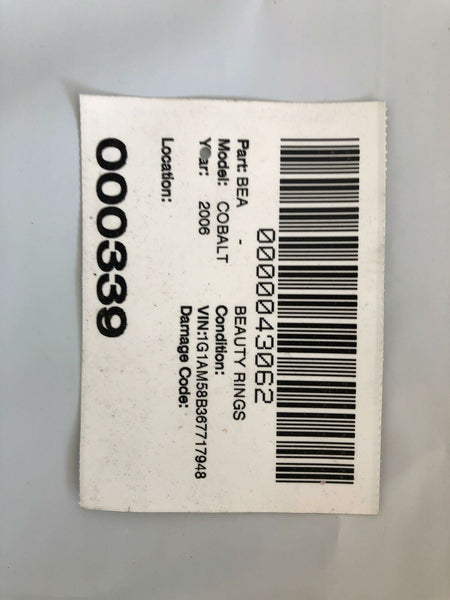 0000043062
Part: BEA - BEAUTY RINGS
Model: COBALT Condition:
Year: 2006 VIN:1G1AM58B367717948
Damage Code:
Location:
000339